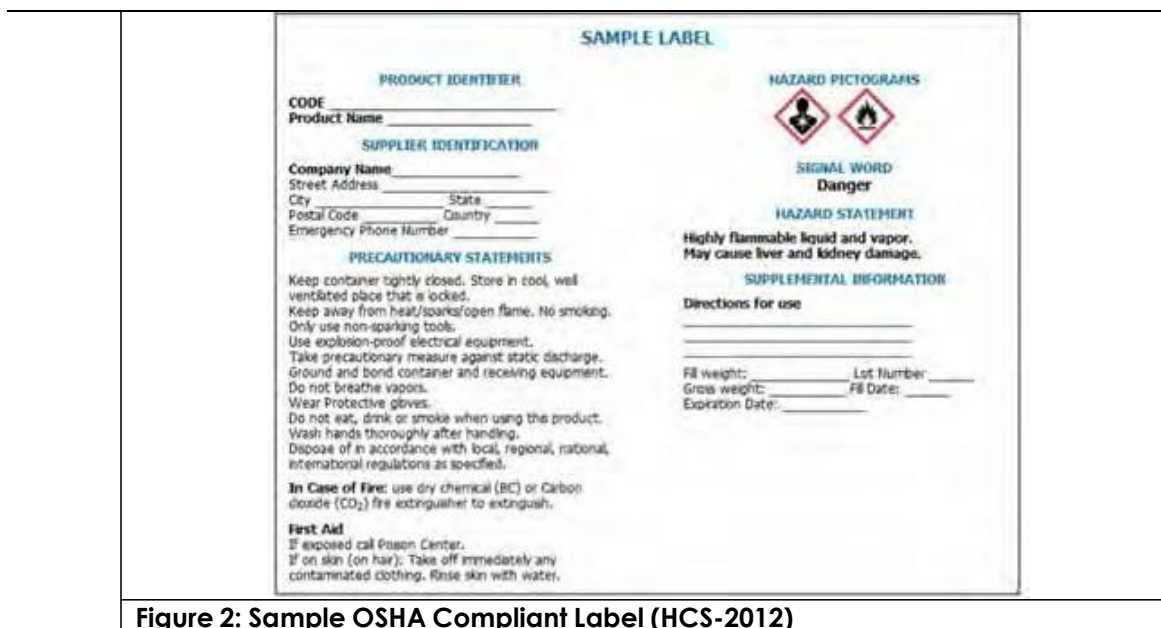 SAMPLE LABEL
PRODUCT IDENTIFIER
CODE
Product Name
SUPPLIER IDENTIFICATION
Company Name
Street Address
City State
Postal Code Country
Emergency Phone Number
PRECAUTIONARY STATEMENTS
Keep container tightly closed. Store in cool, well
ventilated place that is locked.
Keep away from heat/sparks/open flame. No smoking.
Only use non-sparking tools.
Use explosion-proof electrical equipment.
Take precautionary measure against static discharge.
Ground and bond container and receiving equipment.
Do not breathe vapors.
Wear Protective gloves.
Do not eat, drink or smoke when using this product.
Wash hands thoroughly after handling.
Dispose of in accordance with local, regional, national,
international regulations as specified.
In Case of Fire: use dry chemical (BC) or Carbon
dioxide (CO₂) fire extinguisher to extinguish.
First Aid
If exposed call Poison Center.
If on skin (on hair): Take off immediately any
contaminated clothing. Rinse skin with water.
HAZARD PICTOGRAMS
SIGNAL WORD
Danger
HAZARD STATEMENT
Highly flammable liquid and vapor.
May cause liver and kidney damage.
SUPPLEMENTAL INFORMATION
Directions for use
Fill weight: Lot Number
Gross weight: Fill Date:
Expiration Date:
Figure 2: Sample OSHA Compliant Label (HCS-2012)